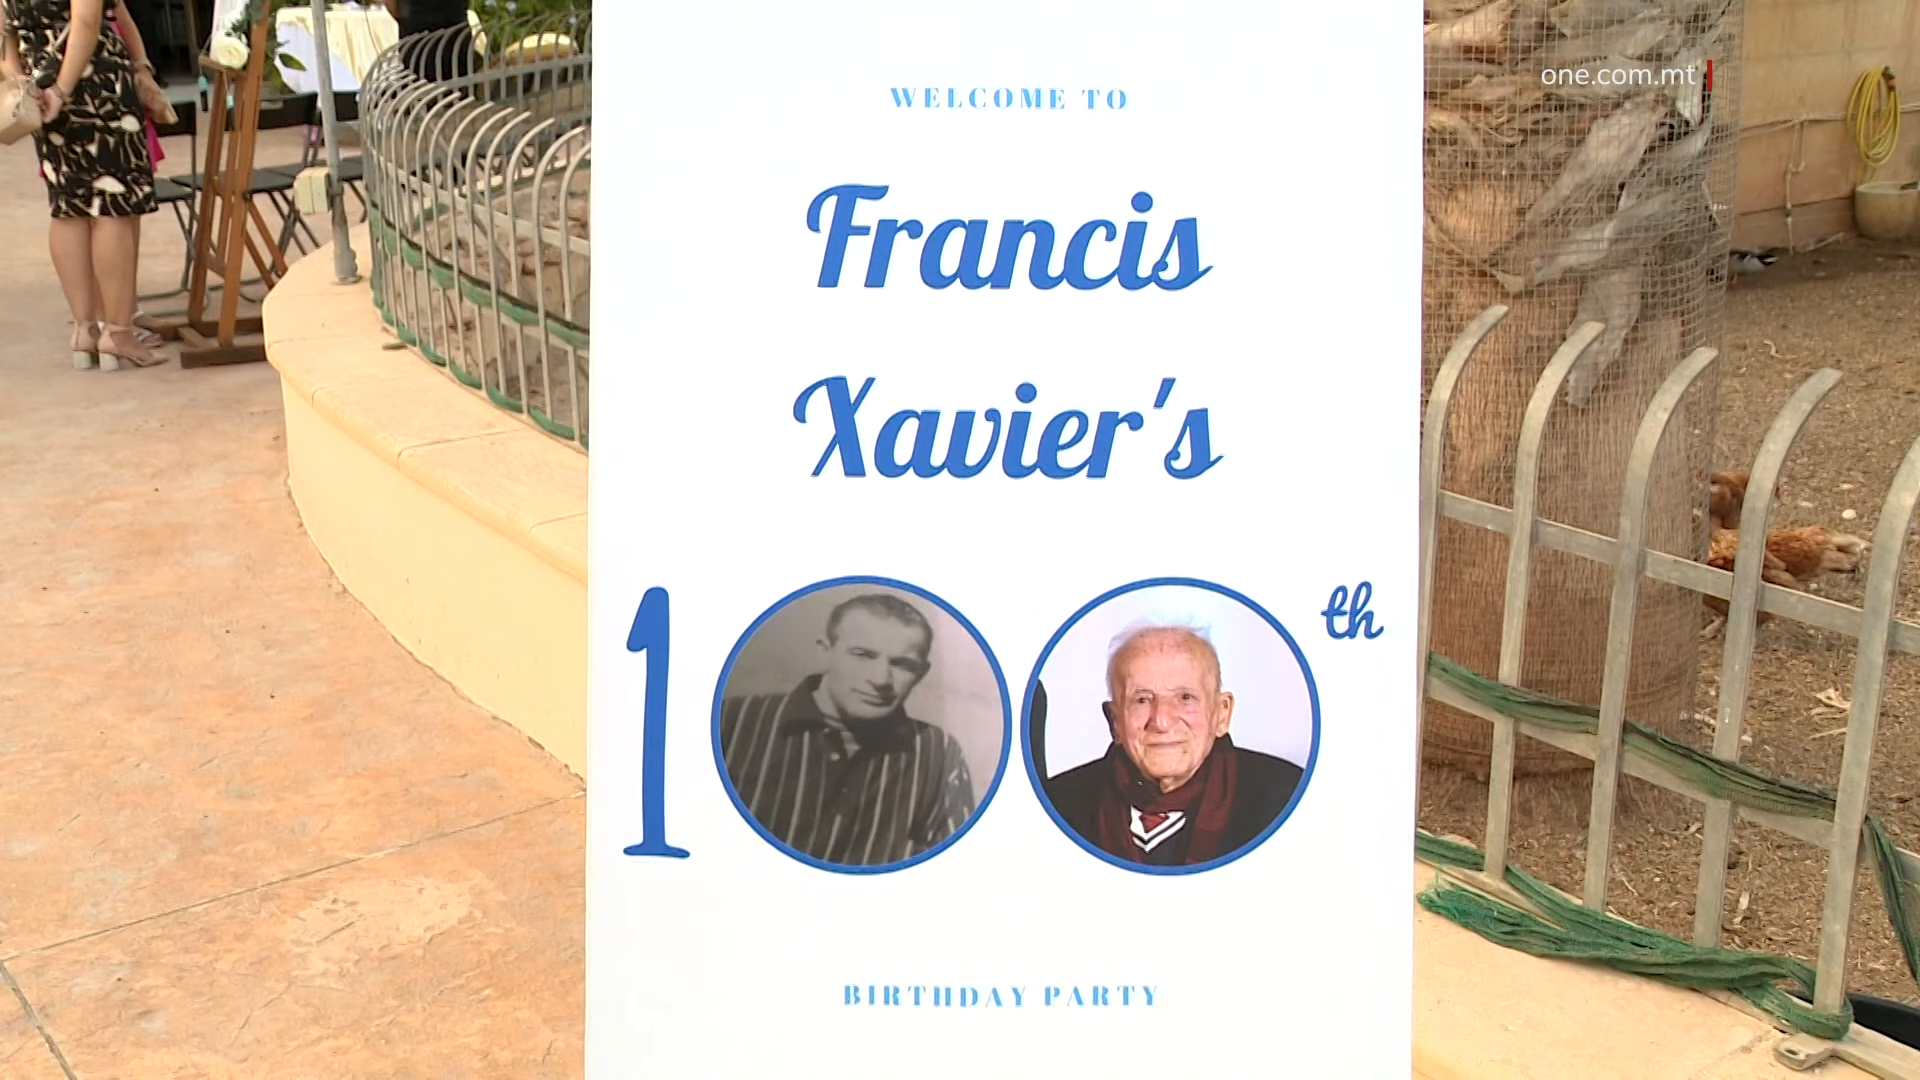 one.com.mt
WELCOME TO
Francis
Xavier's
100th
BIRTHDAY PARTY